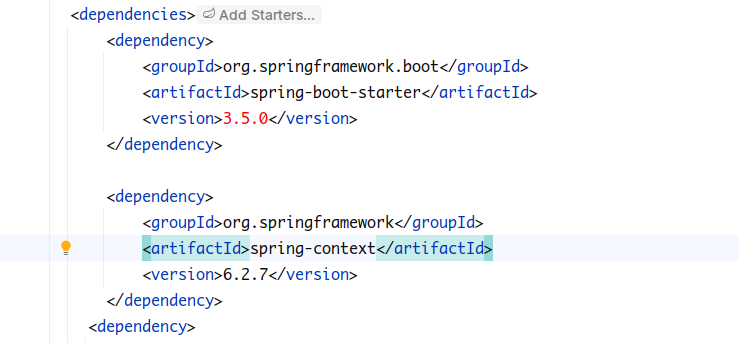 <dependencies> Add Starters...
<dependency>
<groupId>org.springframework.boot</groupId>
<artifactId>spring-boot-starter</artifactId>
<version>3.5.0</version>
</dependency>
<dependency>
<groupId>org.springframework</groupId>
<artifactId>spring-context</artifactId>
<version>6.2.7</version>
</dependency>
<dependency>